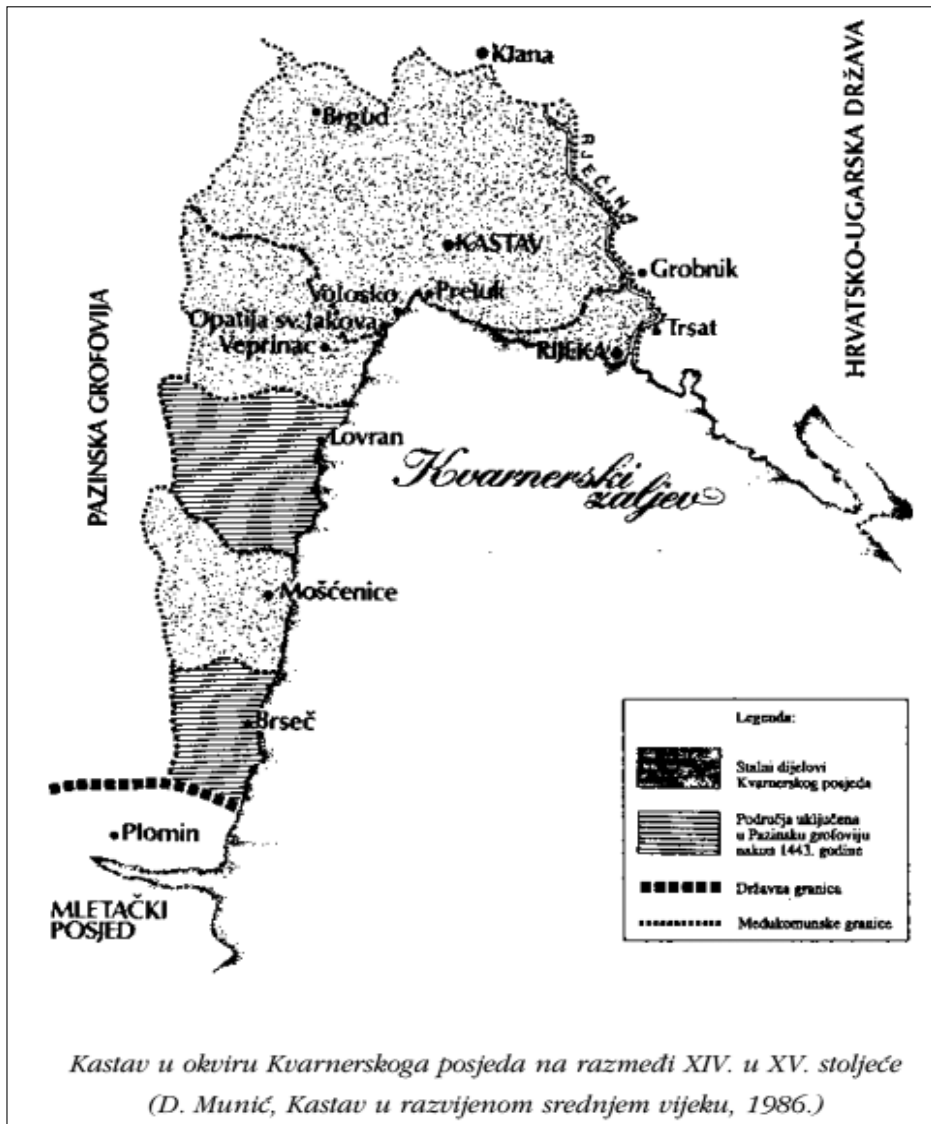 Klana
Brgud
RJEČINA
HRVATSKO-UGARSKA DRŽAVA
KASTAV
Grobnik
Volosko
Preluk
Opatija sv. Jakova
Trsat
Veprinac
RIJEKA
PAZINSKA GROFOVIJA
Lovran
Kvarnerski
zaljev
Mošćenice
Brseč
Plomin
MLETAČKI
POSJED
Legenda:
Stalni dijelovi
Kvarnerskog posjeda
Područja uključena
u Pazinsku grofoviju
nakon 1443. godine
Državna granica
Međukomunske granice
Kastav u okviru Kvarnerskoga posjeda na razmeđi XIV. u XV. stoljeće
(D. Munić, Kastav u razvijenom srednjem vijeku, 1986.)